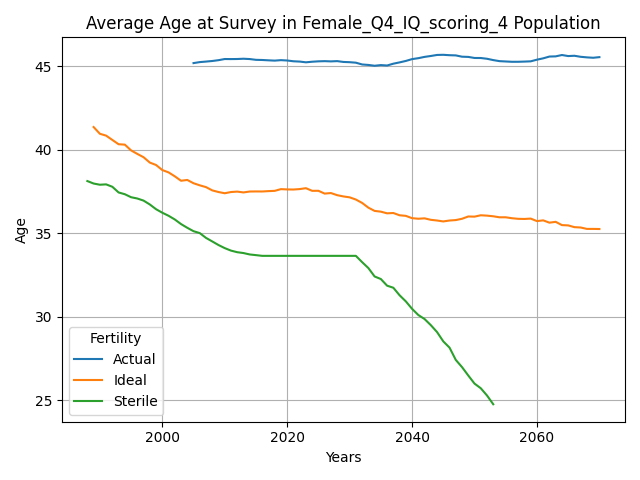 Average Age at Survey in Female_Q4_IQ_scoring_4 Population
45
40
35
30
25
Age
Fertility
Actual
Ideal
Sterile
2000
2020
2040
2060
Years